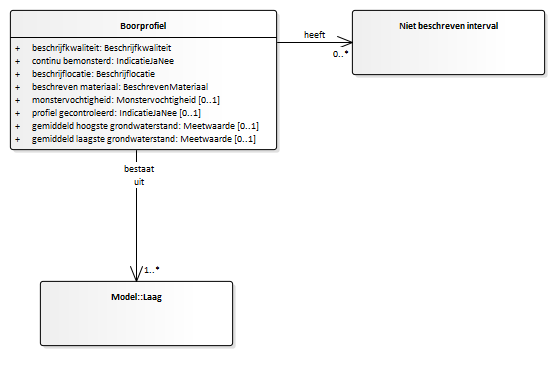 Boorprofiel
+ beschrijfkwaliteit: Beschrijfkwaliteit
+ continu bemonsterd: IndicatieJaNee
+ beschrijflocatie: Beschrijflocatie
+ beschreven materiaal: BeschrevenMateriaal
+ monstervochtigheid: Monstervochtigheid [0..1]
+ profiel gecontroleerd: IndicatieJaNee [0..1]
+ gemiddeld hoogste grondwaterstand: Meetwaarde [0..1]
+ gemiddeld laagste grondwaterstand: Meetwaarde [0..1]
heeft
0..*
Niet beschreven interval
bestaat
uit
1..*
Model::Laag